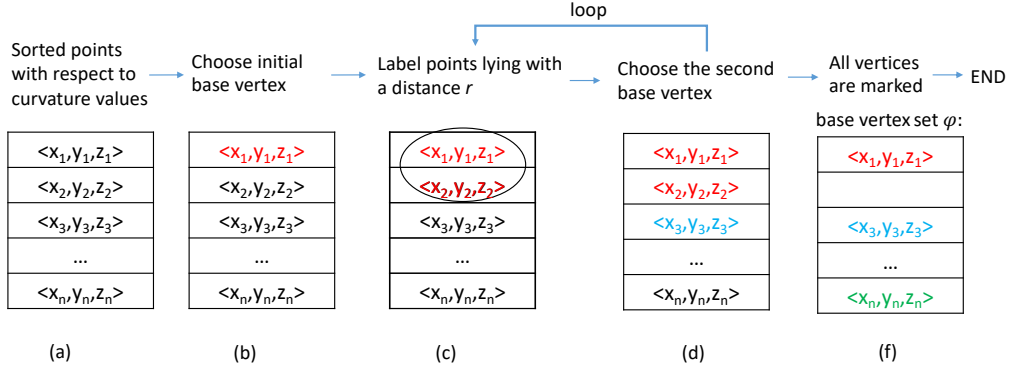 loop
Sorted points
with respect to
curvature values
Choose initial
base vertex
Label points lying with
a distance r
Choose the second
base vertex
All vertices
are marked
END
base vertex set φ:
<x₁,y₁,z₁>
<x₂,y₂,z₂>
<x₃,y₃,z₃>
...
<xₙ,yₙ,zₙ>
<x₁,y₁,z₁>
<x₂,y₂,z₂>
<x₃,y₃,z₃>
...
<xₙ,yₙ,zₙ>
<x₁,y₁,z₁>
<x₂,y₂,z₂>
<x₃,y₃,z₃>
...
<xₙ,yₙ,zₙ>
<x₁,y₁,z₁>
<x₂,y₂,z₂>
<x₃,y₃,z₃>
...
<xₙ,yₙ,zₙ>
<x₁,y₁,z₁>
<x₃,y₃,z₃>
...
<xₙ,yₙ,zₙ>
(a)
(b)
(c)
(d)
(f)